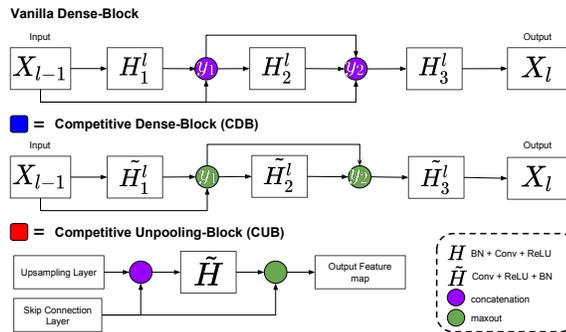 Vanilla Dense-Block
Input
Output
X_{l-1} H_1^l y_1 H_2^l y_2 H_3^l X_l
= Competitive Dense-Block (CDB)
Input
Output
X_{l-1} H̃_1^l y_1 H̃_2^l y_2 H̃_3^l X_l
= Competitive Unpooling-Block (CUB)
Upsampling Layer
H̃
Output Feature
map
Skip Connection
Layer
H BN + Conv + ReLU
H̃ Conv + ReLU + BN
concatenation
maxout